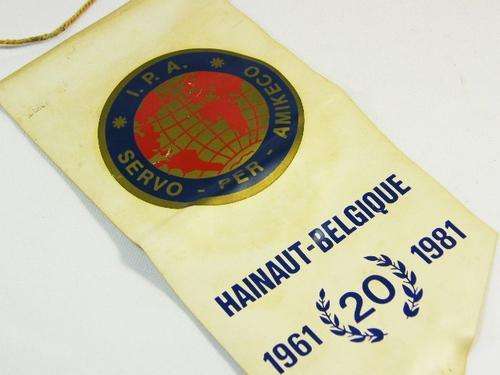 I. P. A.
SERVO - PER - AMIKECO
HAINAUT-BELGIQUE
1961 20 1981